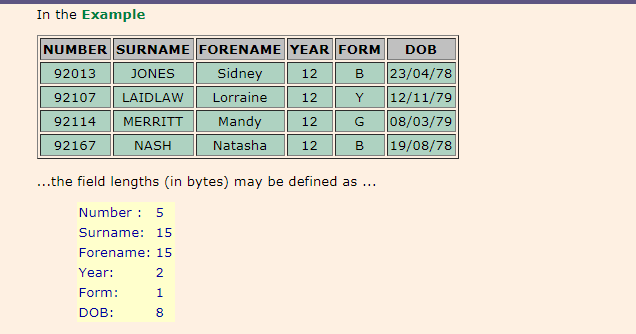 In the Example
NUMBER SURNAME FORENAME YEAR FORM DOB
92013 JONES Sidney 12 B 23/04/78
92107 LAIDLAW Lorraine 12 Y 12/11/79
92114 MERRITT Mandy 12 G 08/03/79
92167 NASH Natasha 12 B 19/08/78
...the field lengths (in bytes) may be defined as ...
Number : 5
Surname: 15
Forename: 15
Year: 2
Form: 1
DOB: 8